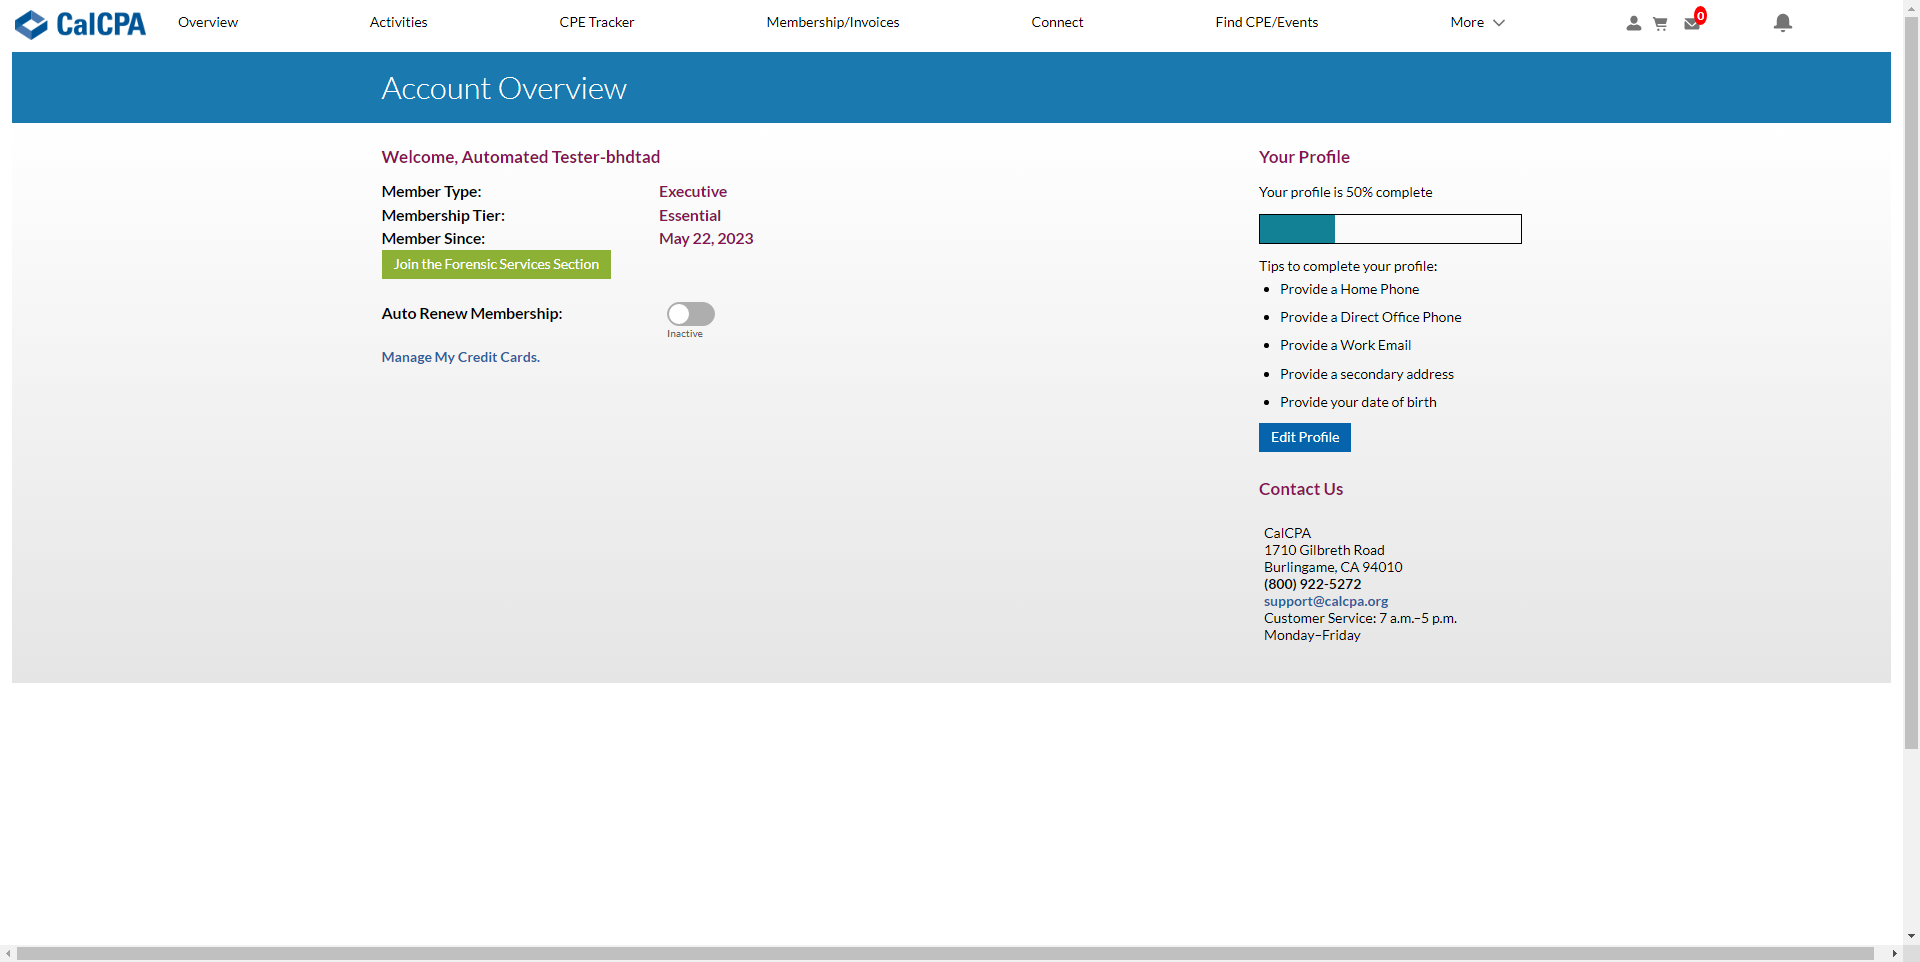 CalCPA
Overview
Activities
CPE Tracker
Membership/Invoices
Connect
Find CPE/Events
More
0
Account Overview
Welcome, Automated Tester-bhdtad
Member Type: Executive
Membership Tier: Essential
Member Since: May 22, 2023
Join the Forensic Services Section
Auto Renew Membership:
Inactive
Manage My Credit Cards.
Your Profile
Your profile is 50% complete
Tips to complete your profile:
Provide a Home Phone
Provide a Direct Office Phone
Provide a Work Email
Provide a secondary address
Provide your date of birth
Edit Profile
Contact Us
CalCPA
1710 Gilbreth Road
Burlingame, CA 94010
(800) 922-5272
support@calcpa.org
Customer Service: 7 a.m.–5 p.m.
Monday–Friday